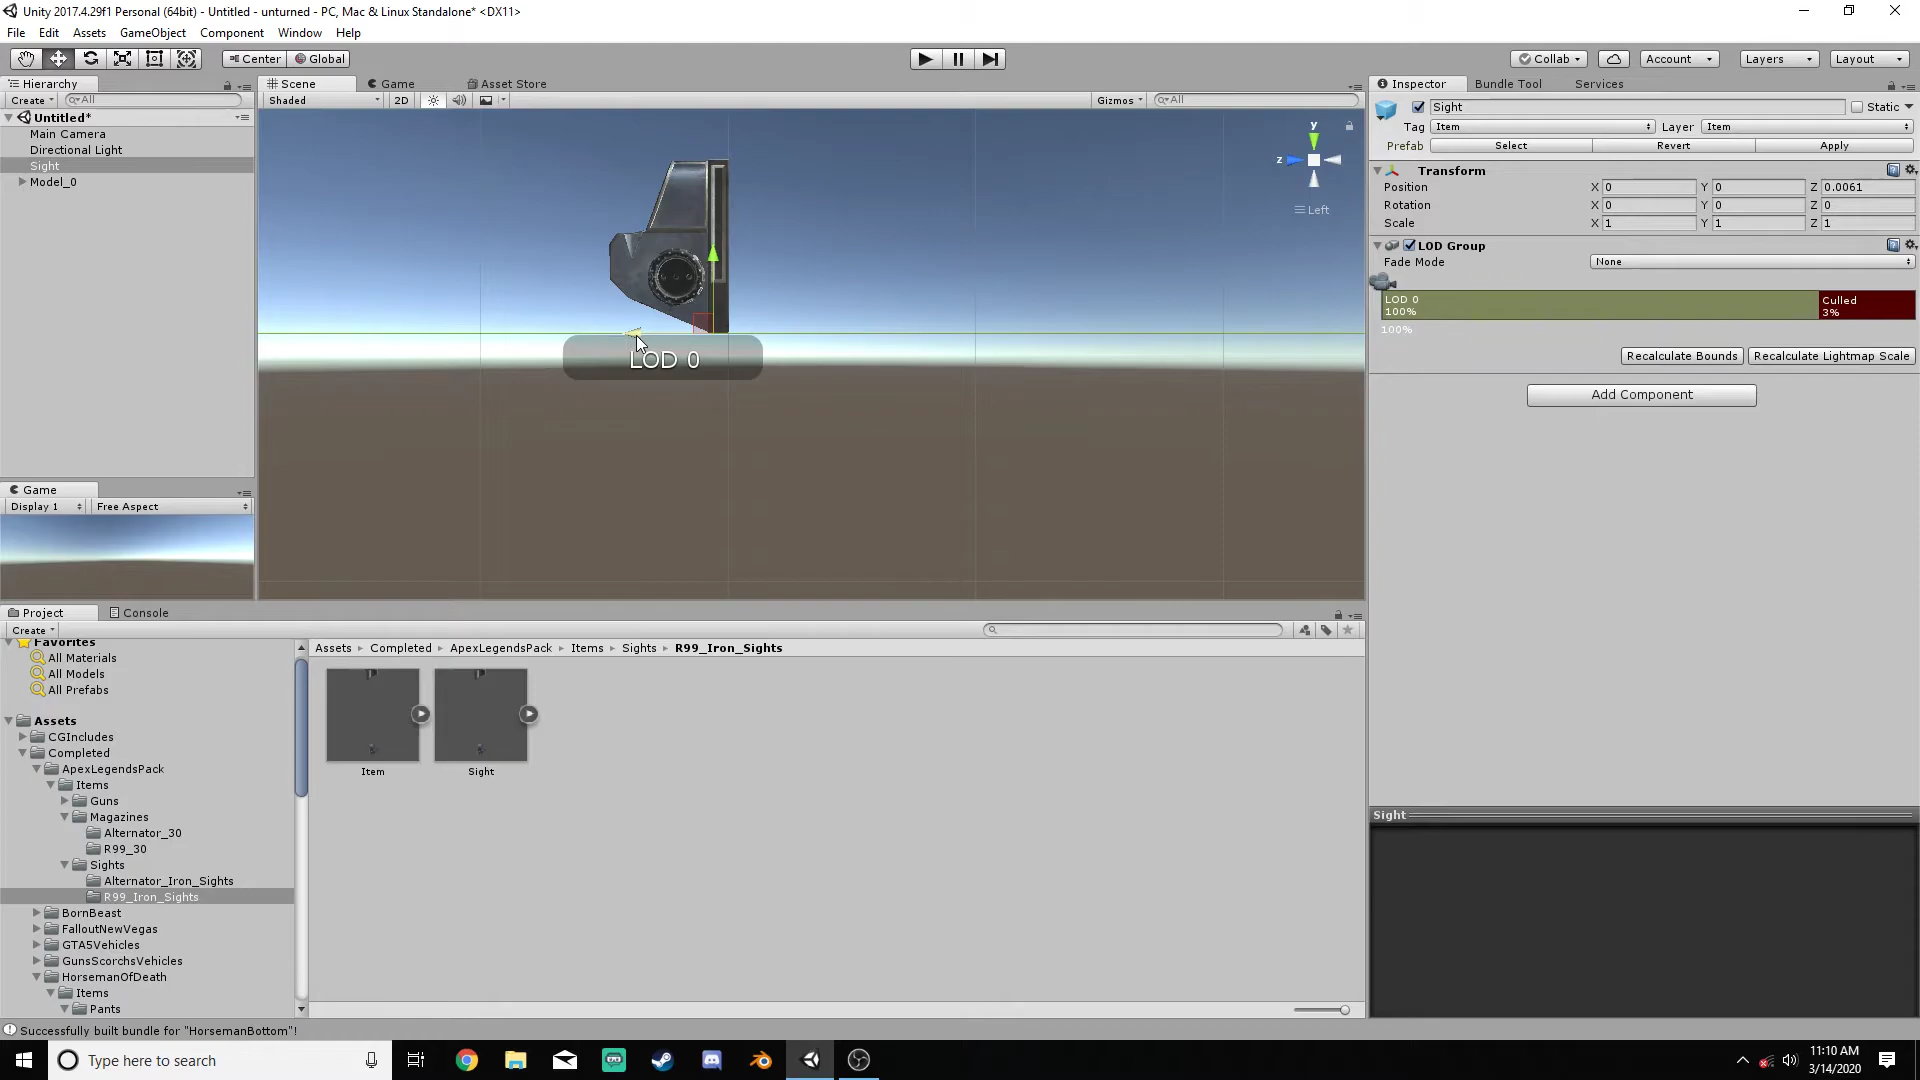 Unity 2017.4.29f1 Personal (64bit) - Untitled - unturned - PC, Mac & Linux Standalone* <DX11>
File Edit Assets GameObject Component Window Help
Center Global
Collab Account Layers Layout
Hierarchy
Create All
Untitled*
Main Camera
Directional Light
Sight
Model_0
Scene Game Asset Store
Shaded 2D Gizmos All
y
z
Left
LOD 0
Game
Display 1 Free Aspect
Inspector Bundle Tool Services
Sight Static
Tag Item Layer Item
Prefab Select Revert Apply
Transform
Position X 0 Y 0 Z 0.0061
Rotation X 0 Y 0 Z 0
Scale X 1 Y 1 Z 1
LOD Group
Fade Mode None
LOD 0 Culled
100% 3%
100%
Recalculate Bounds Recalculate Lightmap Scale
Add Component
Sight
Project Console
Create
Favorites
All Materials
All Models
All Prefabs
Assets
CGIncludes
Completed
ApexLegendsPack
Items
Guns
Magazines
Alternator_30
R99_30
Sights
Alternator_Iron_Sights
R99_Iron_Sights
BornBeast
FalloutNewVegas
GTA5Vehicles
GunsScorchsVehicles
HorsemanOfDeath
Items
Pants
Assets Completed ApexLegendsPack Items Sights R99_Iron_Sights
Item Sight
Successfully built bundle for "HorsemanBottom"!
Type here to search
11:10 AM
3/14/2020